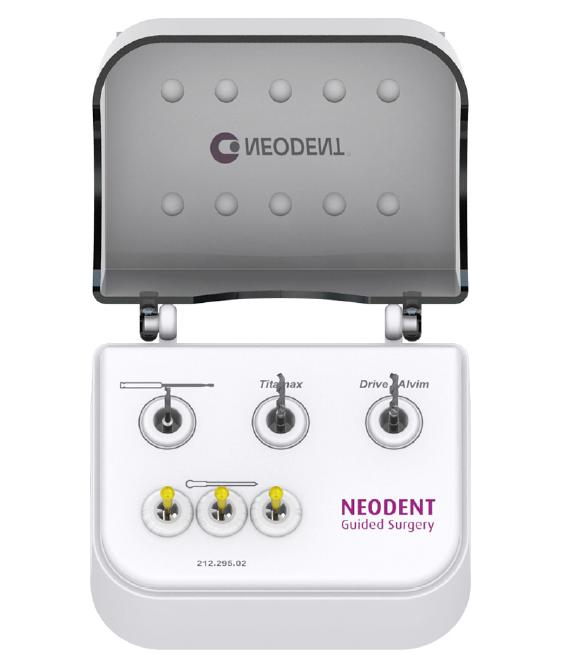 NEODENT
Titamax
Drive Alvim
NEODENT
Guided Surgery
212.295.02